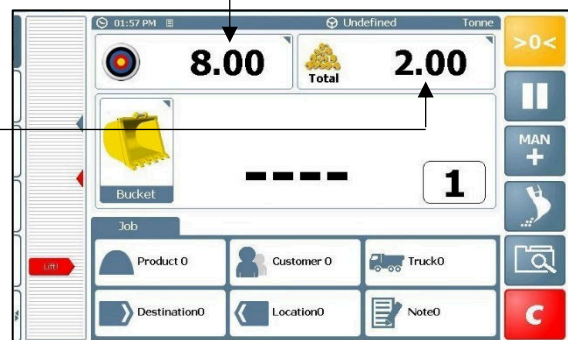 01:57 PM Undefined Tonne
8.00
Total
2.00
>0<
MAN
+
Bucket
----
1
Job
Product 0 Customer 0 Truck0
Lift!
Destination0 Location0 Note0
C